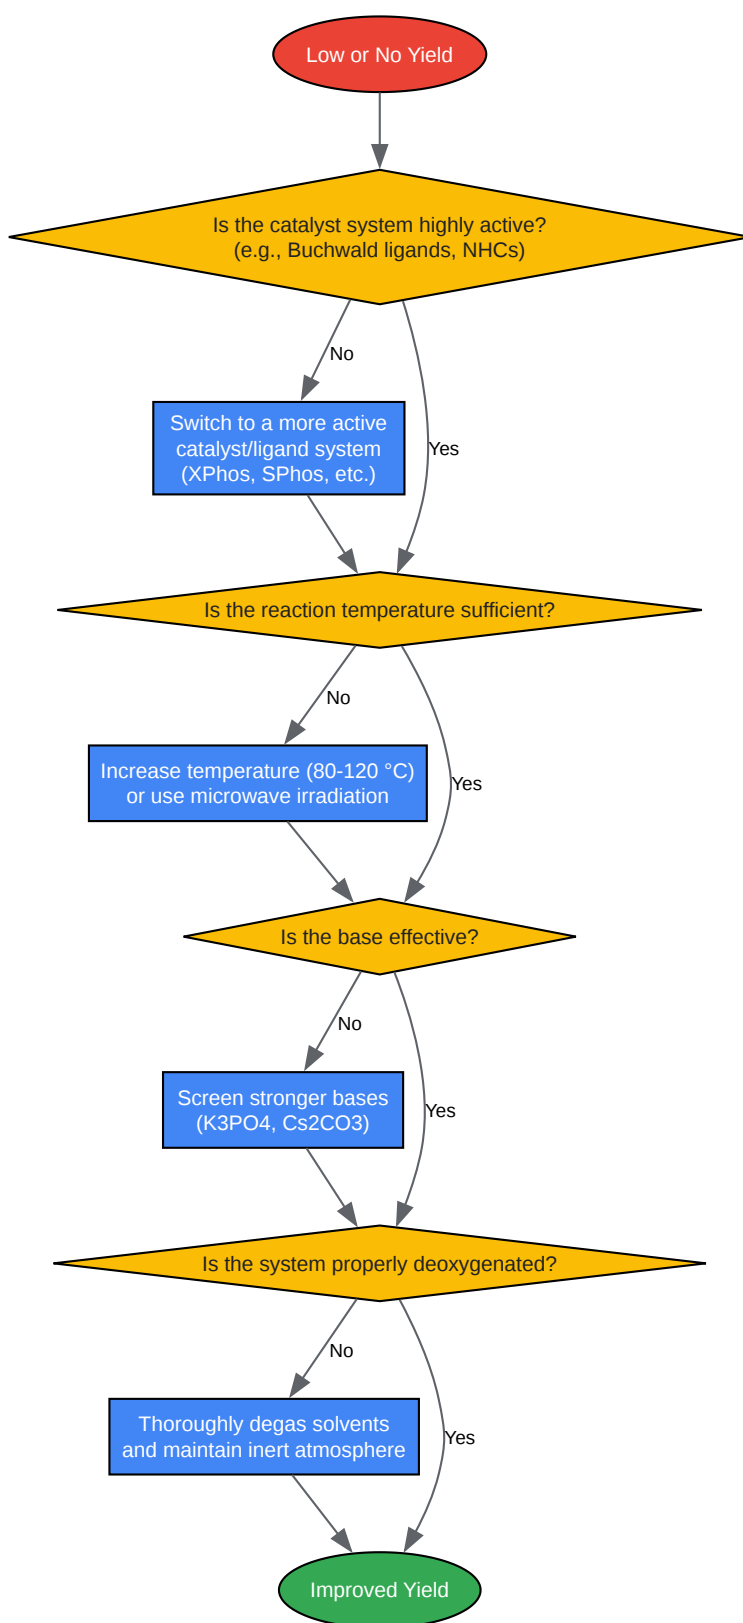 Low or No Yield
Is the catalyst system highly active?
(e.g., Buchwald ligands, NHCs)
No
Switch to a more active
catalyst/ligand system
(XPhos, SPhos, etc.)
Yes
Is the reaction temperature sufficient?
No
Increase temperature (80-120 °C)
or use microwave irradiation
Yes
Is the base effective?
No
Screen stronger bases
(K3PO4, Cs2CO3)
Yes
Is the system properly deoxygenated?
No
Thoroughly degas solvents
and maintain inert atmosphere
Yes
Improved Yield